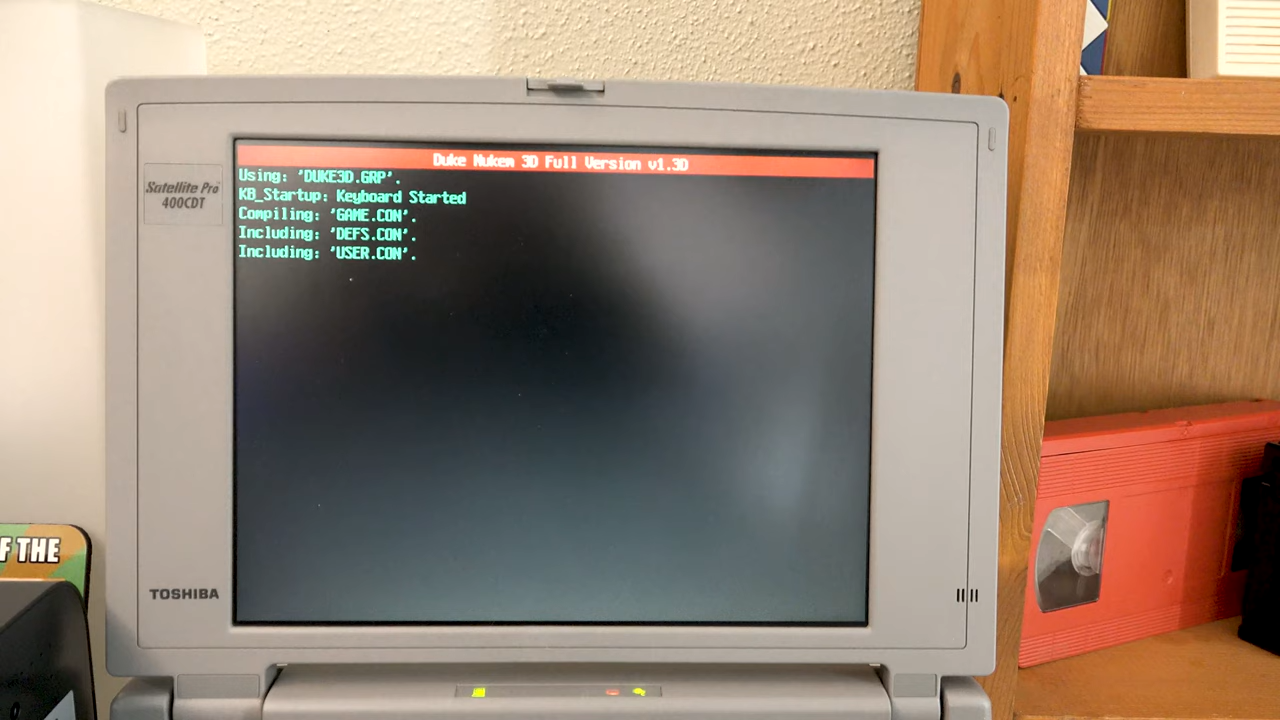 Duke Nukem 3D Full Version v1.3D
Using: 'DUKE3D.GRP'.
KB_Startup: Keyboard Started
Compiling: 'GAME.CON'.
Including: 'DEFS.CON'.
Including: 'USER.CON'.
Satellite Pro
400CDT
TOSHIBA
F THE